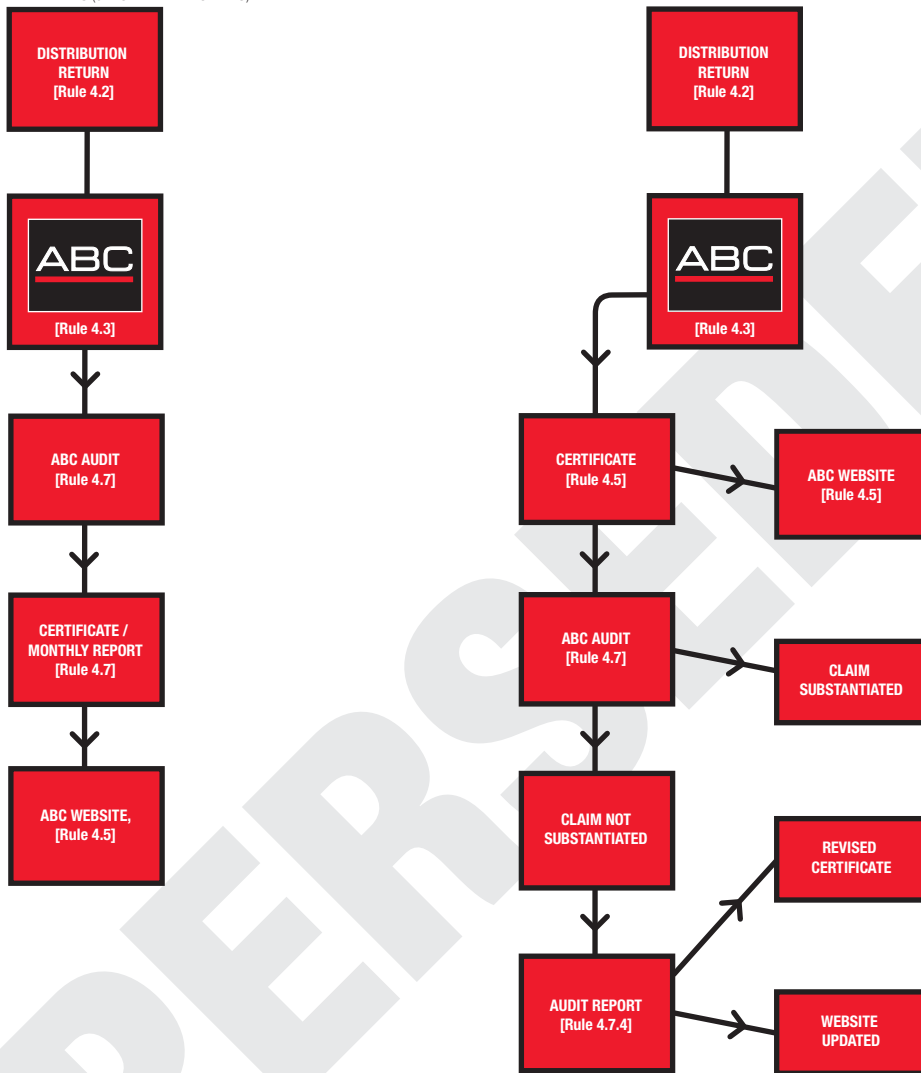 DISTRIBUTION
RETURN
[Rule 4.2]
ABC
[Rule 4.3]
ABC AUDIT
[Rule 4.7]
CERTIFICATE /
MONTHLY REPORT
[Rule 4.7]
ABC WEBSITE,
[Rule 4.5]
DISTRIBUTION
RETURN
[Rule 4.2]
ABC
[Rule 4.3]
CERTIFICATE
[Rule 4.5]
ABC WEBSITE
[Rule 4.5]
ABC AUDIT
[Rule 4.7]
CLAIM
SUBSTANTIATED
CLAIM NOT
SUBSTANTIATED
REVISED
CERTIFICATE
AUDIT REPORT
[Rule 4.7.4]
WEBSITE
UPDATED
PERSEDE